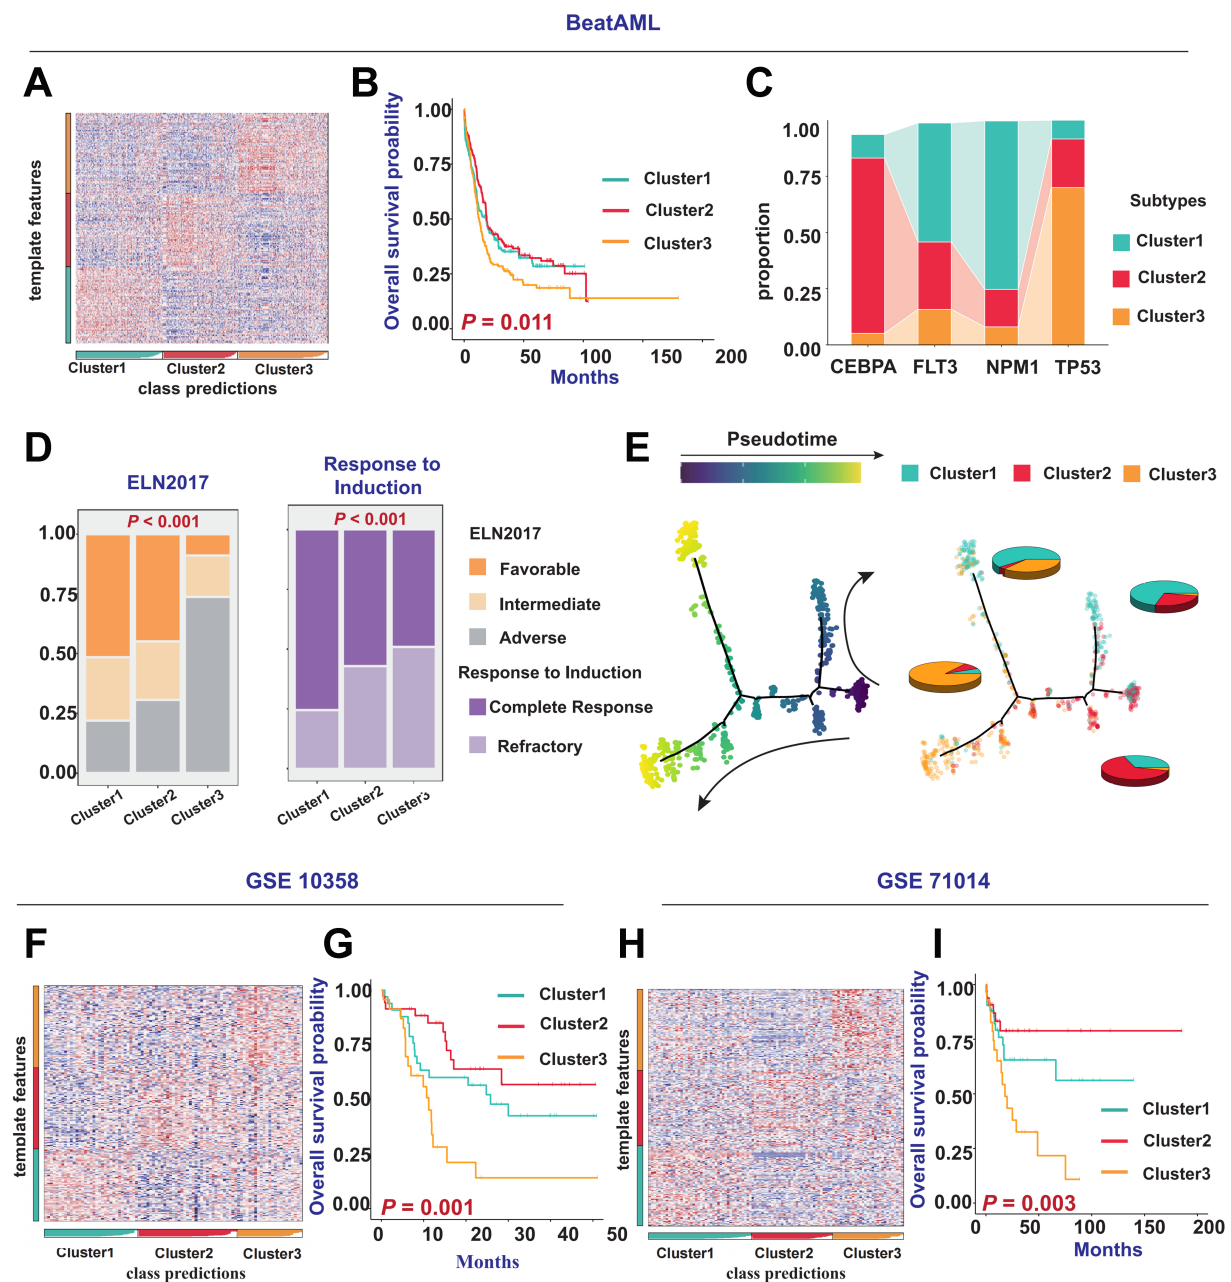 BeatAML
A
template features
Cluster1
Cluster2
Cluster3
class predictions
B
Overall survival proability
1.00
0.75
0.50
0.25
0.00
Cluster1
Cluster2
Cluster3
P = 0.011
0
50
100
150
200
Months
C
proportion
1.00
0.75
0.50
0.25
0.00
CEBPA
FLT3
NPM1
TP53
Subtypes
Cluster1
Cluster2
Cluster3
D
ELN2017
P < 0.001
1.00
0.75
0.50
0.25
0.00
Cluster1
Cluster2
Cluster3
Response to
Induction
P < 0.001
Cluster1
Cluster2
Cluster3
ELN2017
Favorable
Intermediate
Adverse
Response to Induction
Complete Response
Refractory
E
Pseudotime
Cluster1
Cluster2
Cluster3
GSE 10358
F
template features
Cluster1
Cluster2
Cluster3
class predictions
G
Overall survival proability
1.00
0.75
0.50
0.25
0.00
Cluster1
Cluster2
Cluster3
P = 0.001
0
10
20
30
40
50
Months
GSE 71014
H
template features
Cluster1
Cluster2
Cluster3
class predictions
I
Overall survival proability
1.00
0.75
0.50
0.25
0.00
Cluster1
Cluster2
Cluster3
P = 0.003
0
50
100
150
200
Months